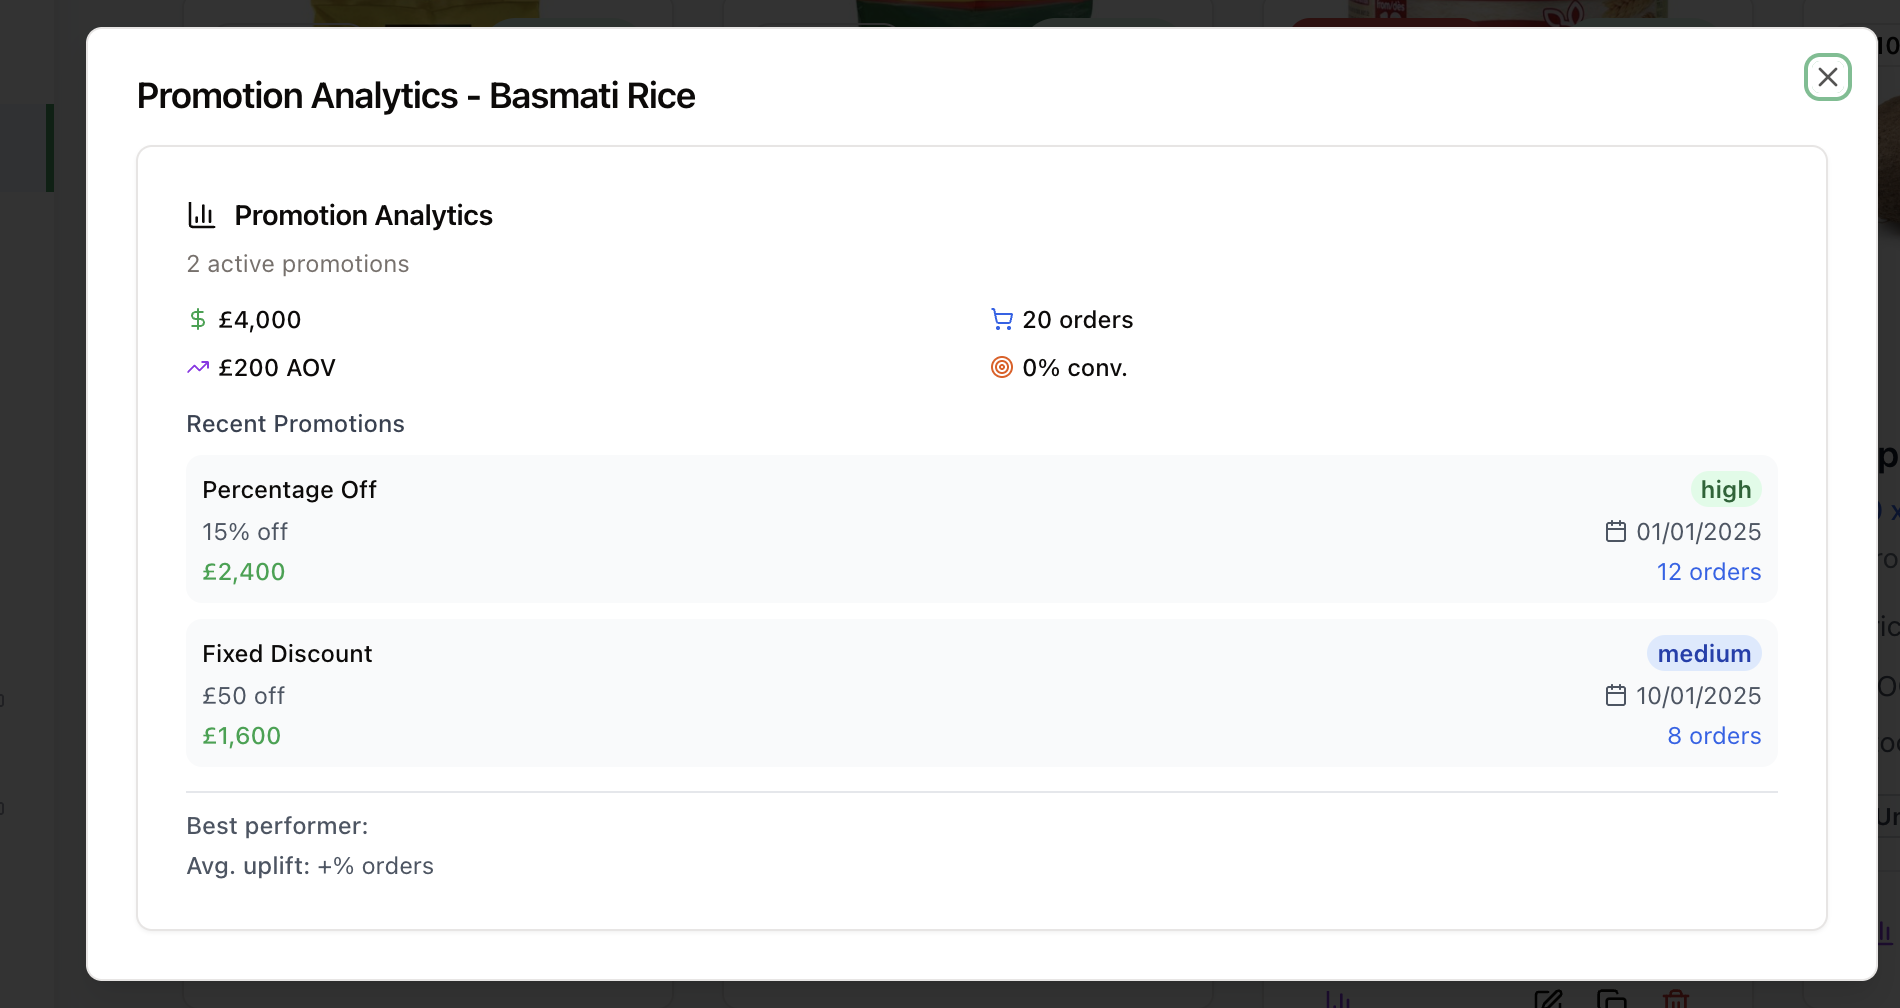 Promotion Analytics - Basmati Rice
Promotion Analytics
2 active promotions
£4,000
20 orders
£200 AOV
0% conv.
Recent Promotions
Percentage Off
high
15% off
01/01/2025
£2,400
12 orders
Fixed Discount
medium
£50 off
10/01/2025
£1,600
8 orders
Best performer:
Avg. uplift: +% orders